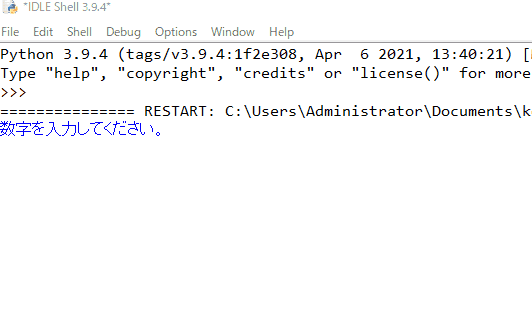 *IDLE Shell 3.9.4*
File Edit Shell Debug Options Window Help
Python 3.9.4 (tags/v3.9.4:1f2e308, Apr  6 2021, 13:40:21) [
Type "help", "copyright", "credits" or "license()" for more
>>>
=============== RESTART: C:\Users\Administrator\Documents\k
数字を入力してください。